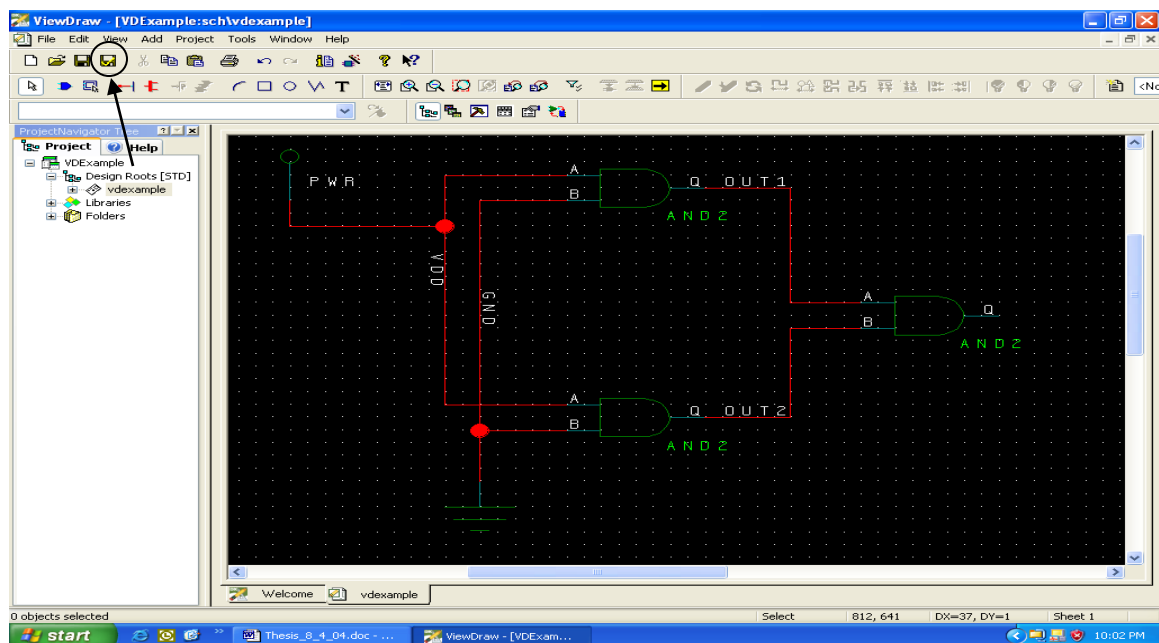 ViewDraw - [VDExample:sch\vdexample]
File Edit View Add Project Tools Window Help
<No
ProjectNavigator Tree
Project Help
VDExample
Design Roots [STD]
vdexample
Libraries
Folders
PWR
A
B
Q OUT1
AND2
VDD
GND
A
B
Q
AND2
A
B
Q OUT2
AND2
Welcome vdexample
0 objects selected Select 812, 641 DX=37, DY=1 Sheet 1
start Thesis_8_4_04.doc - ... ViewDraw - [VDExam... 10:02 PM